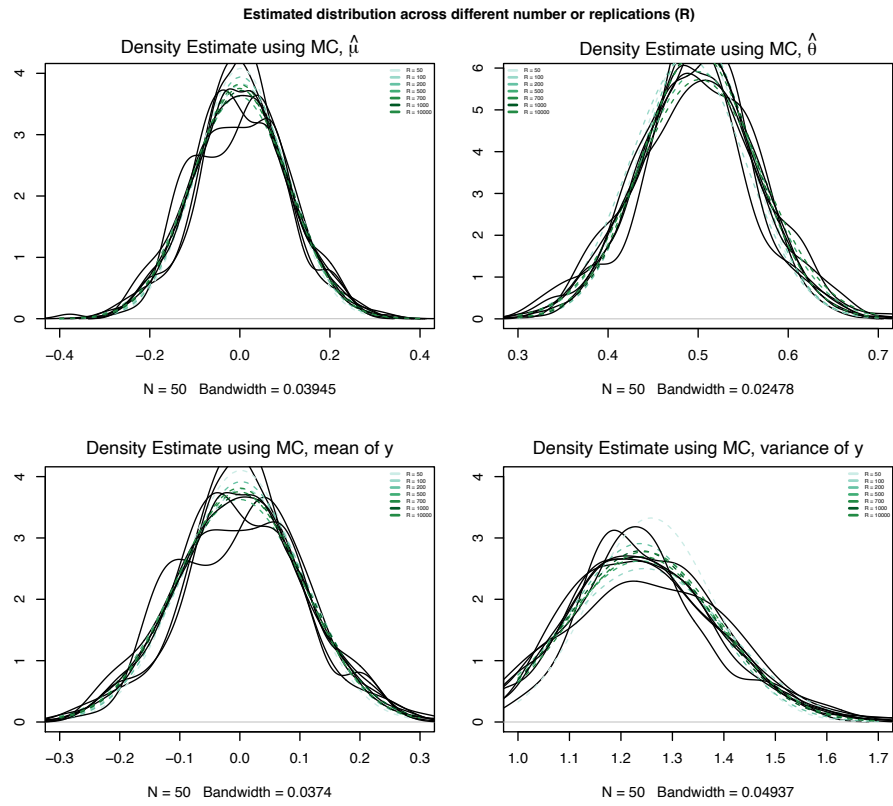 Estimated distribution across different number or replications (R)
Density Estimate using MC, μ̂
4
3
2
1
0
R = 50
R = 100
R = 200
R = 500
R = 700
R = 1000
R = 10000
−0.4 −0.2 0.0 0.2 0.4
N = 50 Bandwidth = 0.03945
Density Estimate using MC, θ̂
6
5
4
3
2
1
0
R = 50
R = 100
R = 200
R = 500
R = 700
R = 1000
R = 10000
0.3 0.4 0.5 0.6 0.7
N = 50 Bandwidth = 0.02478
Density Estimate using MC, mean of y
4
3
2
1
0
R = 50
R = 100
R = 200
R = 500
R = 700
R = 1000
R = 10000
−0.3 −0.2 −0.1 0.0 0.1 0.2 0.3
N = 50 Bandwidth = 0.0374
Density Estimate using MC, variance of y
4
3
2
1
0
R = 50
R = 100
R = 200
R = 500
R = 700
R = 1000
R = 10000
1.0 1.1 1.2 1.3 1.4 1.5 1.6 1.7
N = 50 Bandwidth = 0.04937